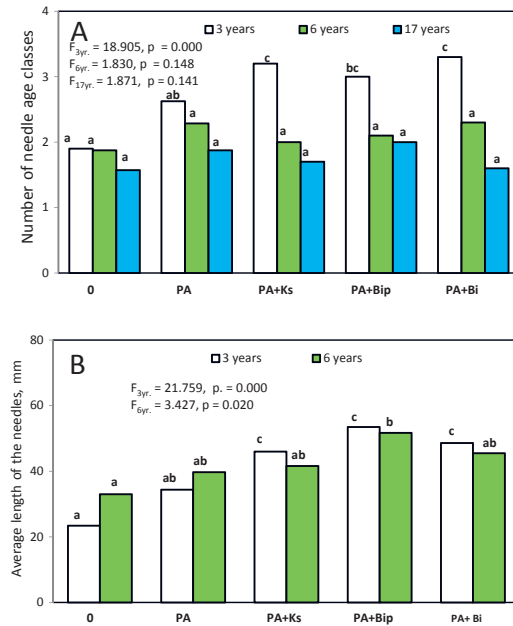 A
3 years 6 years 17 years
F3yr. = 18.905, p = 0.000
F6yr. = 1.830, p = 0.148
F17yr. = 1.871, p = 0.141
Number of needle age classes
4
3
2
1
0
a a a
ab a a
c a a
bc a a
c a a
0 PA PA+Ks PA+Bip PA+Bi
B
3 years 6 years
F3yr. = 21.759, p. = 0.000
F6yr. = 3.427, p = 0.020
Average length of the needles, mm
80
60
40
20
0
a a
ab ab
c ab
c b
ab ab
0 PA PA+Ks PA+Bip PA+ Bi